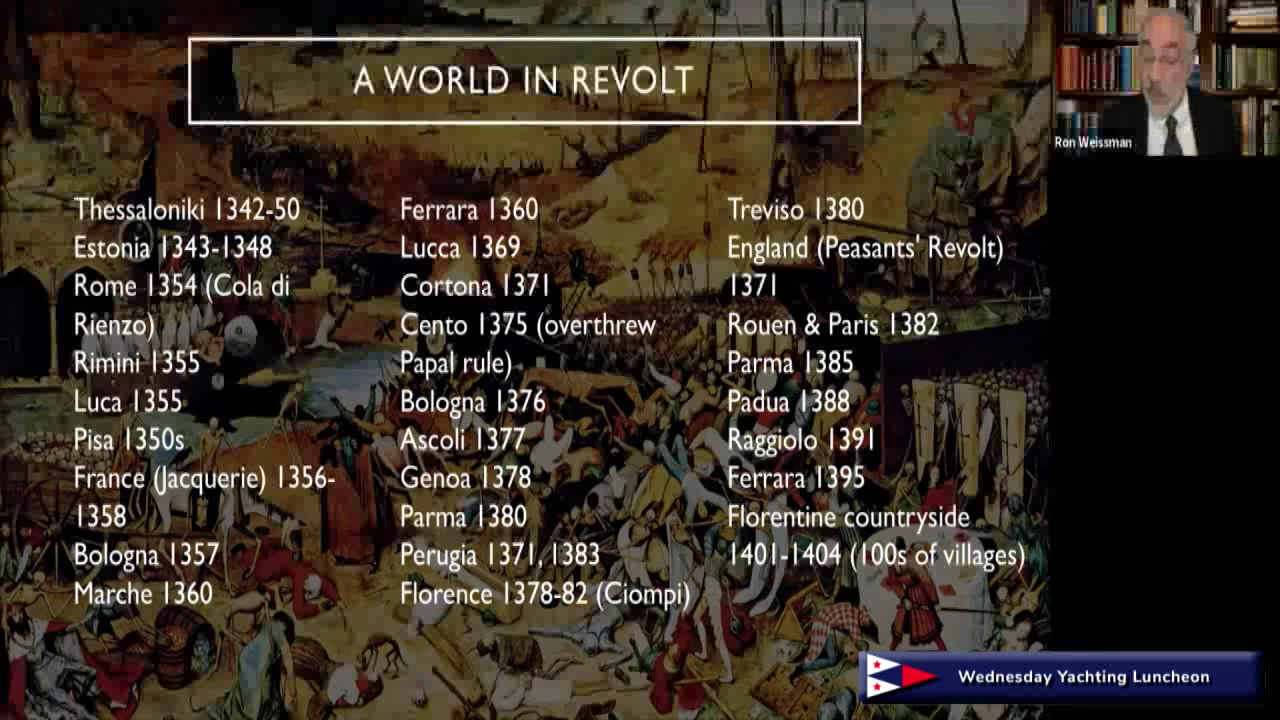 A WORLD IN REVOLT
Ron Weissman
Thessaloniki 1342-50
Estonia 1343-1348
Rome 1354 (Cola di
Rienzo)
Rimini 1355
Luca 1355
Pisa 1350s
France (Jacquerie) 1356-
1358
Bologna 1357
Marche 1360
Ferrara 1360
Lucca 1369
Cortona 1371
Cento 1375 (overthrew
Papal rule)
Bologna 1376
Ascoli 1377
Genoa 1378
Parma 1380
Perugia 1371, 1383
Florence 1378-82 (Ciompi)
Treviso 1380
England (Peasants' Revolt)
1371
Rouen & Paris 1382
Parma 1385
Padua 1388
Raggiolo 1391
Ferrara 1395
Florentine countryside
1401-1404 (100s of villages)
Wednesday Yachting Luncheon